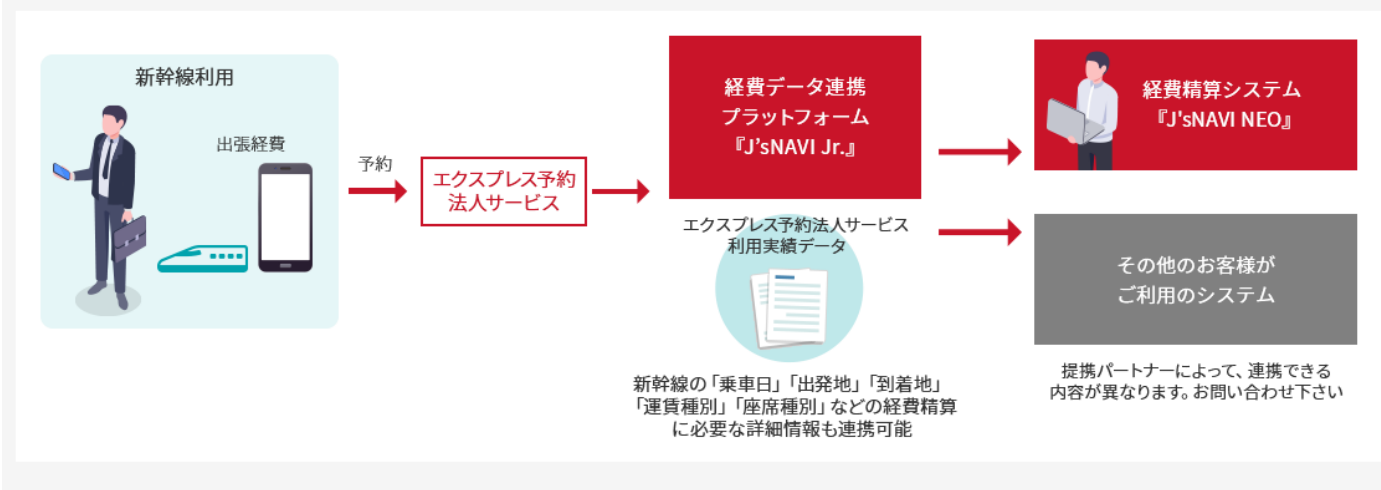 新幹線利用
出張経費
予約
エクスプレス予約
法人サービス
経費データ連携
プラットフォーム
『J’sNAVI Jr.』
エクスプレス予約法人サービス
利用実績データ
新幹線の「乗車日」「出発地」「到着地」
「運賃種別」「座席種別」などの経費精算
に必要な詳細情報も連携可能
経費精算システム
『J'sNAVI NEO』
その他のお客様が
ご利用のシステム
提携パートナーによって、連携できる
内容が異なります。お問い合わせ下さい